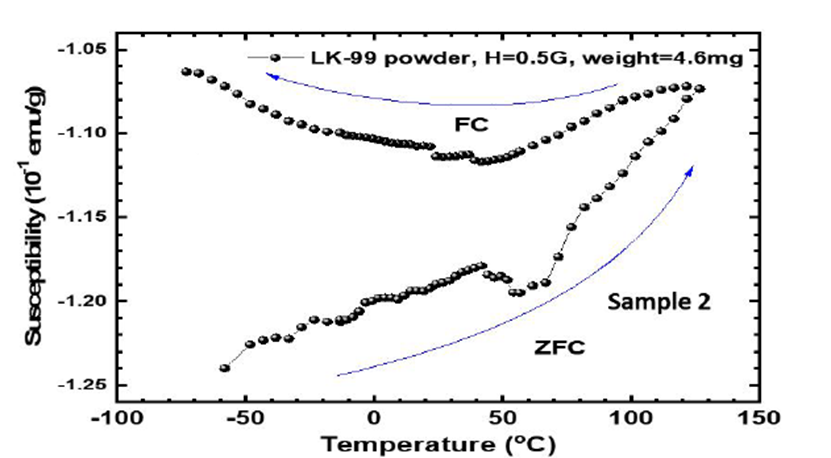 -1.05
LK-99 powder, H=0.5G, weight=4.6mg
FC
-1.10
Susceptibility (10⁻¹ emu/g)
-1.15
-1.20
Sample 2
ZFC
-1.25
-100 -50 0 50 100 150
Temperature (°C)